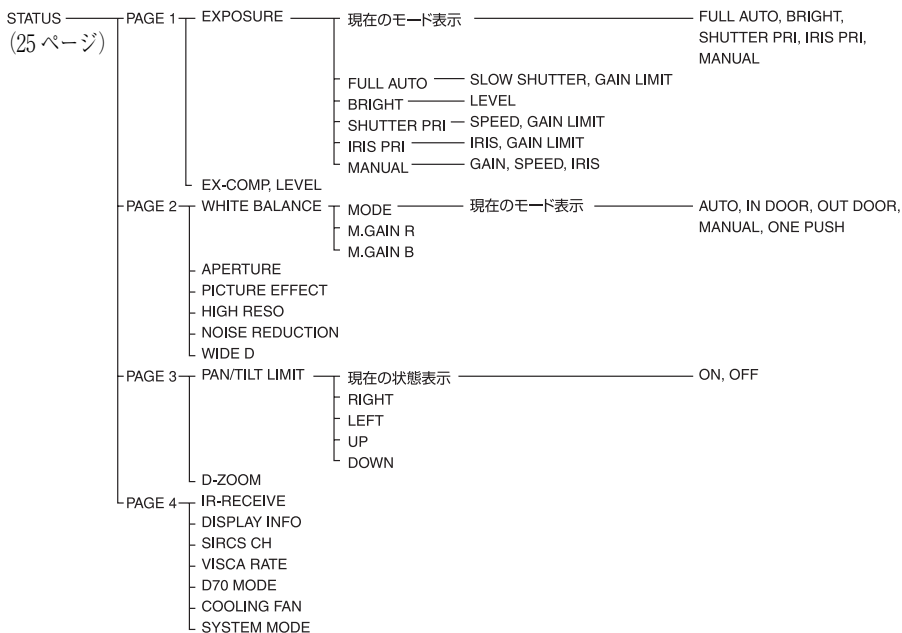 STATUS PAGE 1 EXPOSURE 現在のモード表示 FULL AUTO, BRIGHT,
(25 ページ) SHUTTER PRI, IRIS PRI,
MANUAL
FULL AUTO SLOW SHUTTER, GAIN LIMIT
BRIGHT LEVEL
SHUTTER PRI SPEED, GAIN LIMIT
IRIS PRI IRIS, GAIN LIMIT
MANUAL GAIN, SPEED, IRIS
EX-COMP, LEVEL
PAGE 2 WHITE BALANCE MODE 現在のモード表示 AUTO, IN DOOR, OUT DOOR,
M.GAIN R MANUAL, ONE PUSH
M.GAIN B
APERTURE
PICTURE EFFECT
HIGH RESO
NOISE REDUCTION
WIDE D
PAGE 3 PAN/TILT LIMIT 現在の状態表示 ON, OFF
RIGHT
LEFT
UP
DOWN
D-ZOOM
PAGE 4 IR-RECEIVE
DISPLAY INFO
SIRCS CH
VISCA RATE
D70 MODE
COOLING FAN
SYSTEM MODE